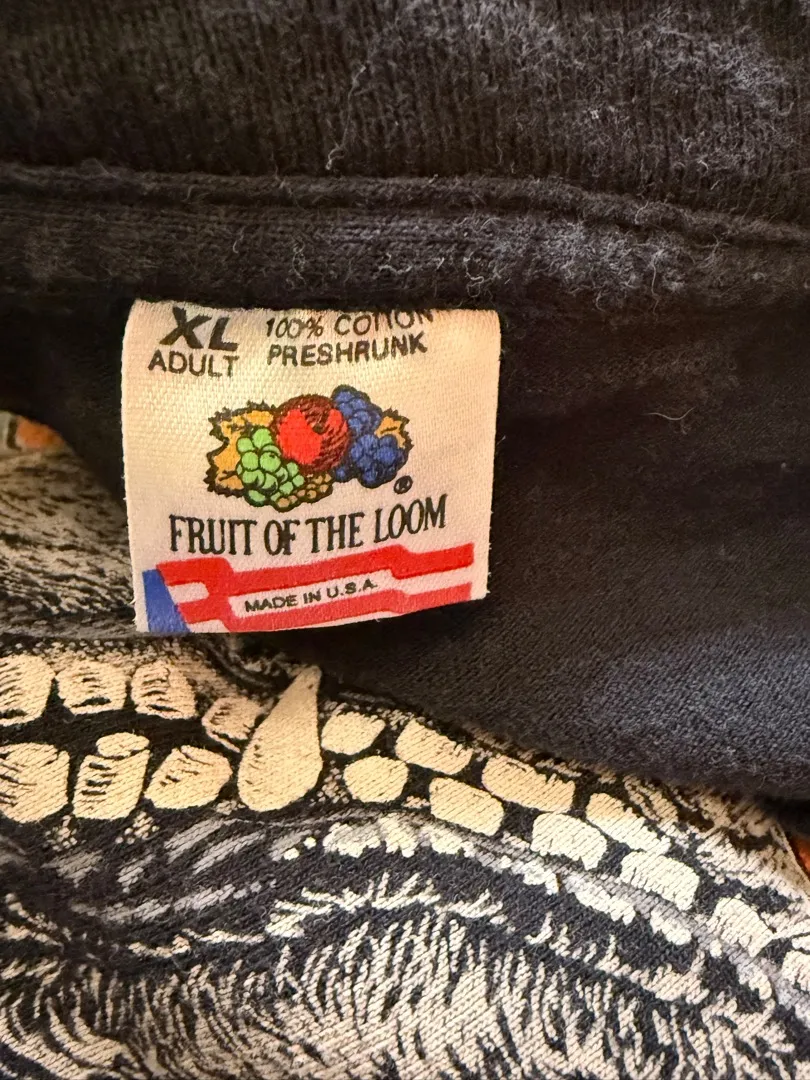 XL 100% COTTON
ADULT PRESHRUNK
®
FRUIT OF THE LOOM
MADE IN U.S.A.